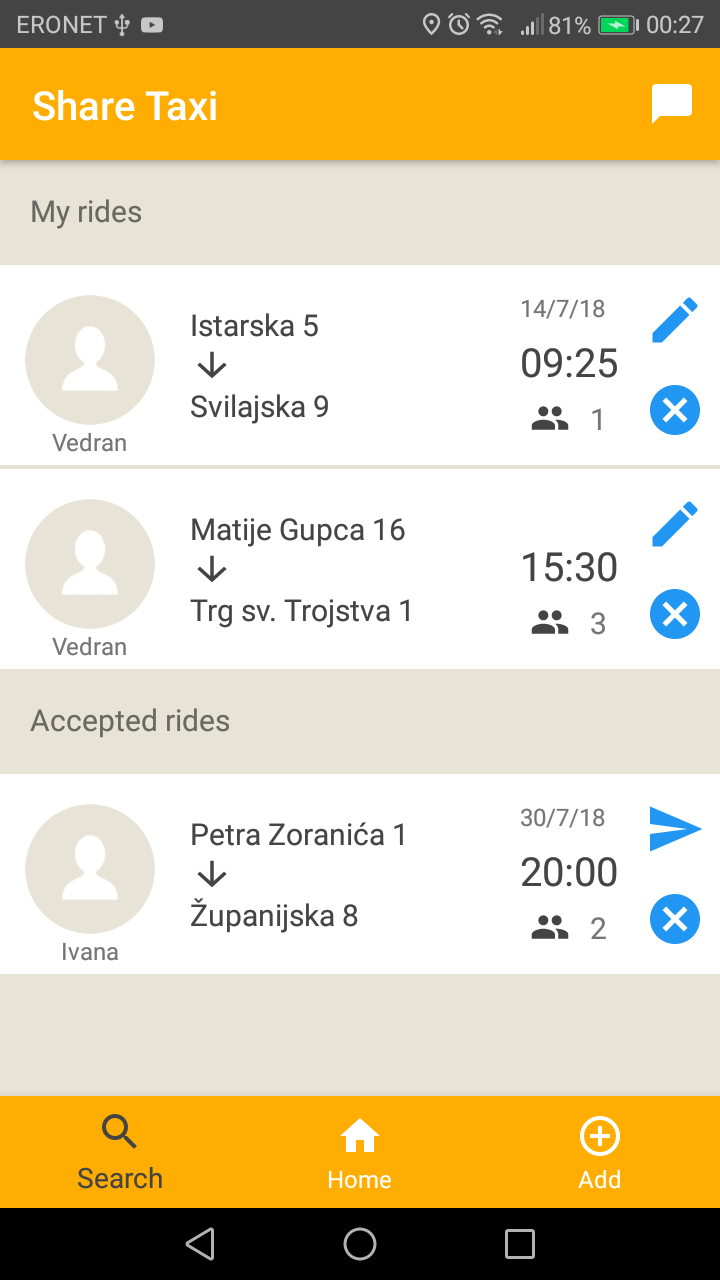 ERONET 81% 00:27
Share Taxi
My rides
Istarska 5
14/7/18
09:25
Svilajska 9
1
Vedran
Matije Gupca 16
15:30
Trg sv. Trojstva 1
3
Vedran
Accepted rides
Petra Zoranića 1
30/7/18
20:00
Županijska 8
2
Ivana
Search Home Add